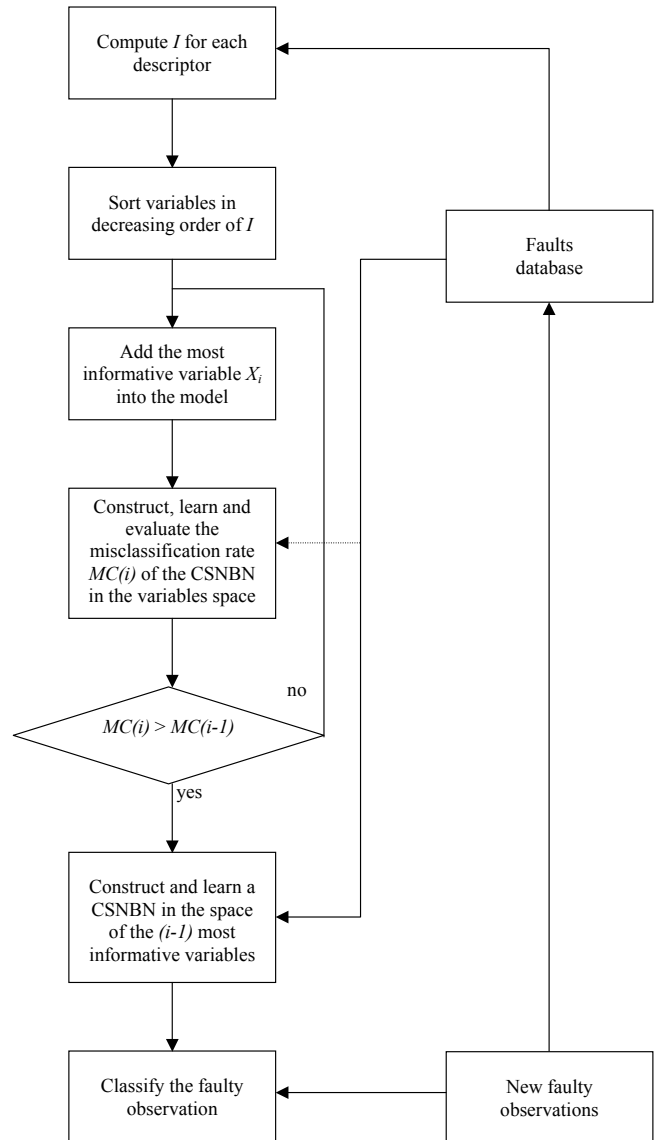 Compute I for each
descriptor
Sort variables in
decreasing order of I
Faults
database
Add the most
informative variable Xi
into the model
Construct, learn and
evaluate the
misclassification rate
MC(i) of the CSNBN
in the variables space
no
MC(i) > MC(i-1)
yes
Construct and learn a
CSNBN in the space
of the (i-1) most
informative variables
Classify the faulty
observation
New faulty
observations